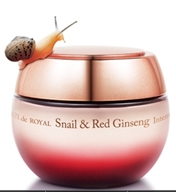 de ROYAL Snail & Red Ginseng